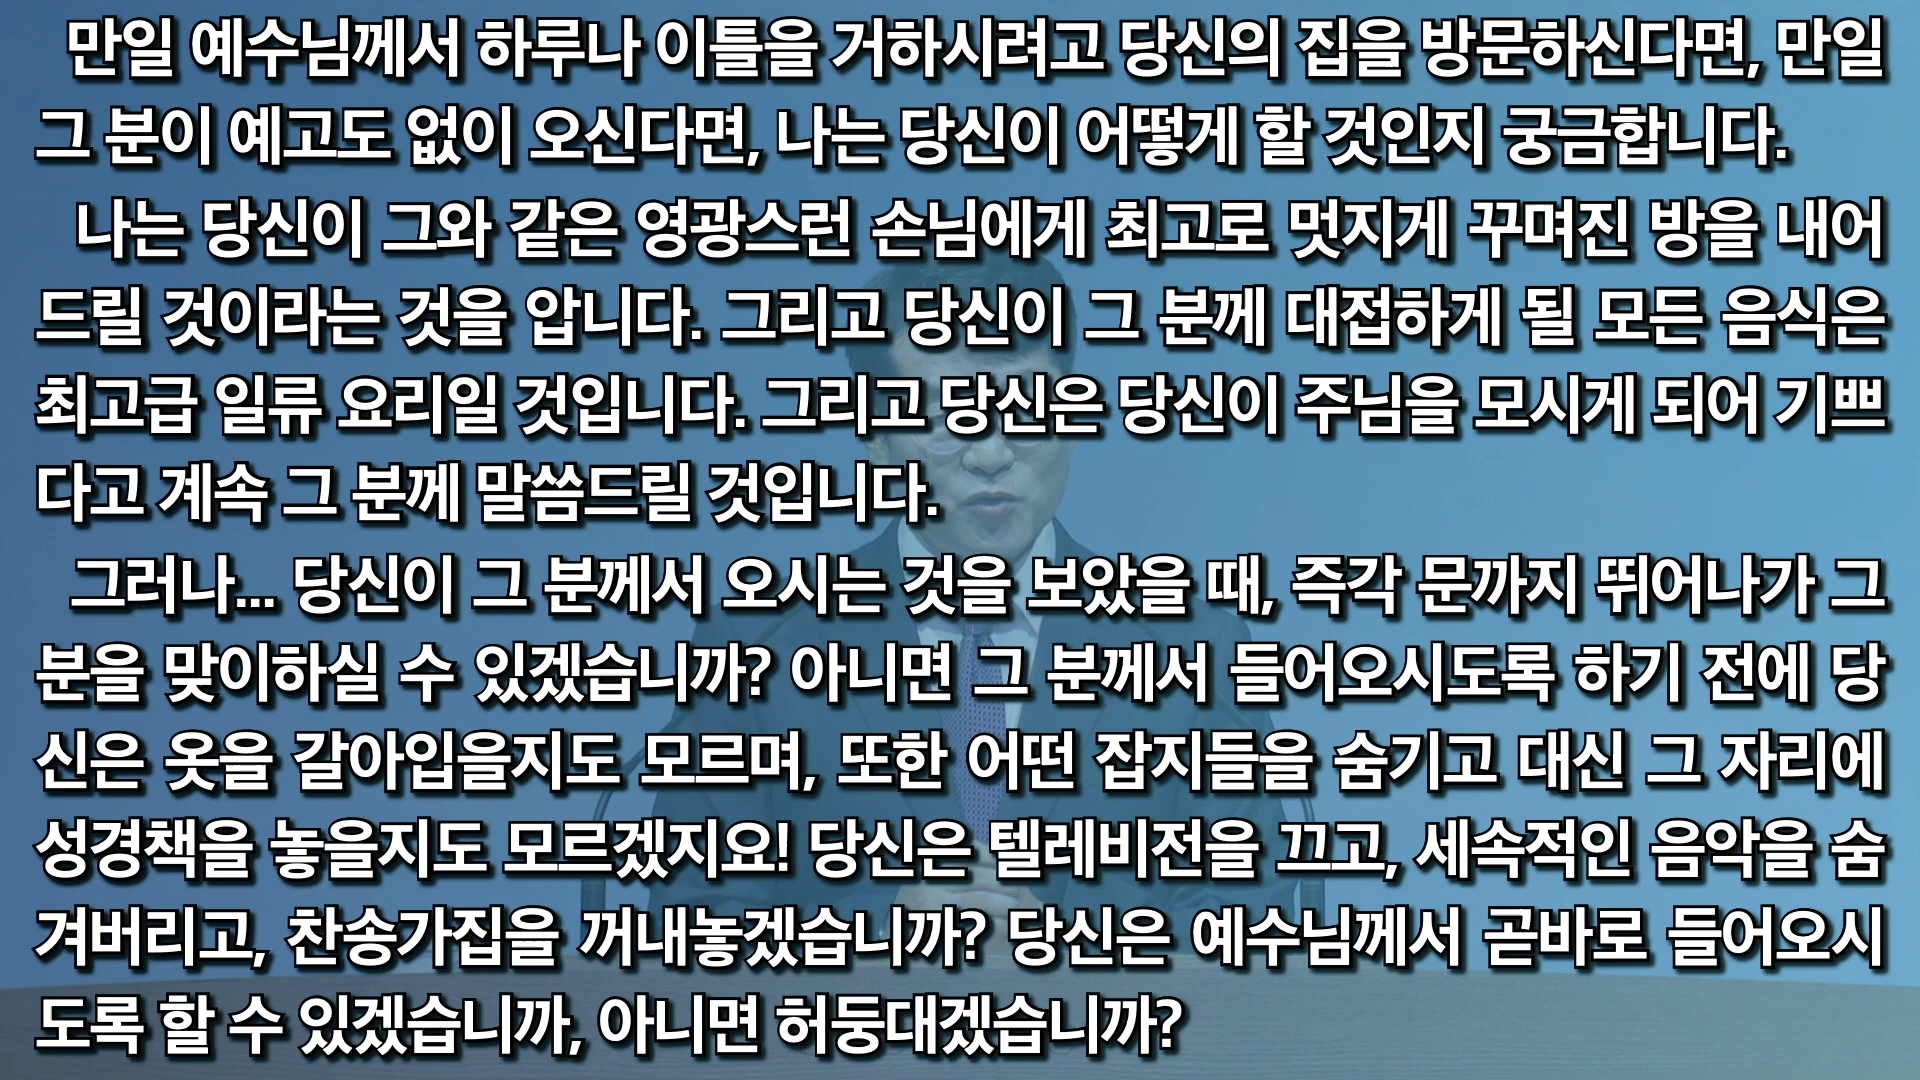 만일 예수님께서 하루나 이틀을 거하시려고 당신의 집을 방문하신다면, 만일
그 분이 예고도 없이 오신다면, 나는 당신이 어떻게 할 것인지 궁금합니다.
나는 당신이 그와 같은 영광스런 손님에게 최고로 멋지게 꾸며진 방을 내어
드릴 것이라는 것을 압니다. 그리고 당신이 그 분께 대접하게 될 모든 음식은
최고급 일류 요리일 것입니다. 그리고 당신은 당신이 주님을 모시게 되어 기쁘
다고 계속 그 분께 말씀드릴 것입니다.
그러나... 당신이 그 분께서 오시는 것을 보았을 때, 즉각 문까지 뛰어나가 그
분을 맞이하실 수 있겠습니까? 아니면 그 분께서 들어오시도록 하기 전에 당
신은 옷을 갈아입을지도 모르며, 또한 어떤 잡지들을 숨기고 대신 그 자리에
성경책을 놓을지도 모르겠지요! 당신은 텔레비전을 끄고, 세속적인 음악을 숨
겨버리고, 찬송가집을 꺼내놓겠습니까? 당신은 예수님께서 곧바로 들어오시
도록 할 수 있겠습니까, 아니면 허둥대겠습니까?